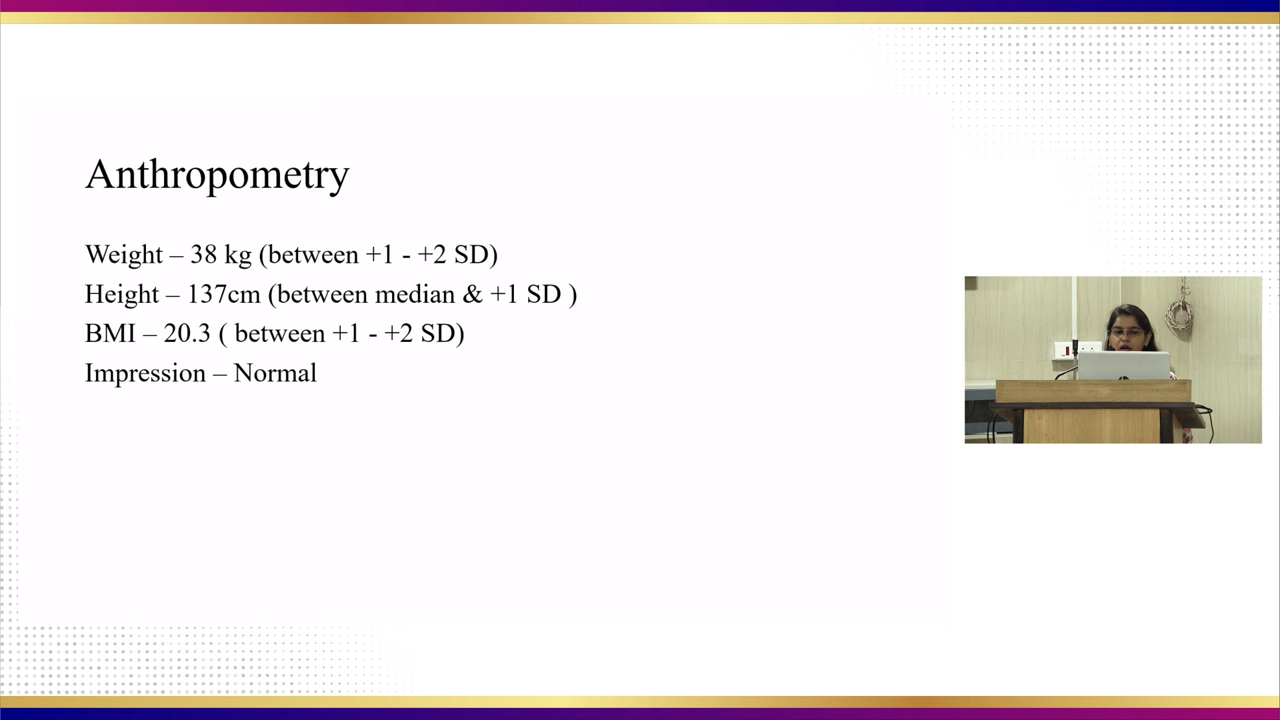 Anthropometry
Weight – 38 kg (between +1 - +2 SD)
Height – 137cm (between median & +1 SD )
BMI – 20.3 ( between +1 - +2 SD)
Impression – Normal